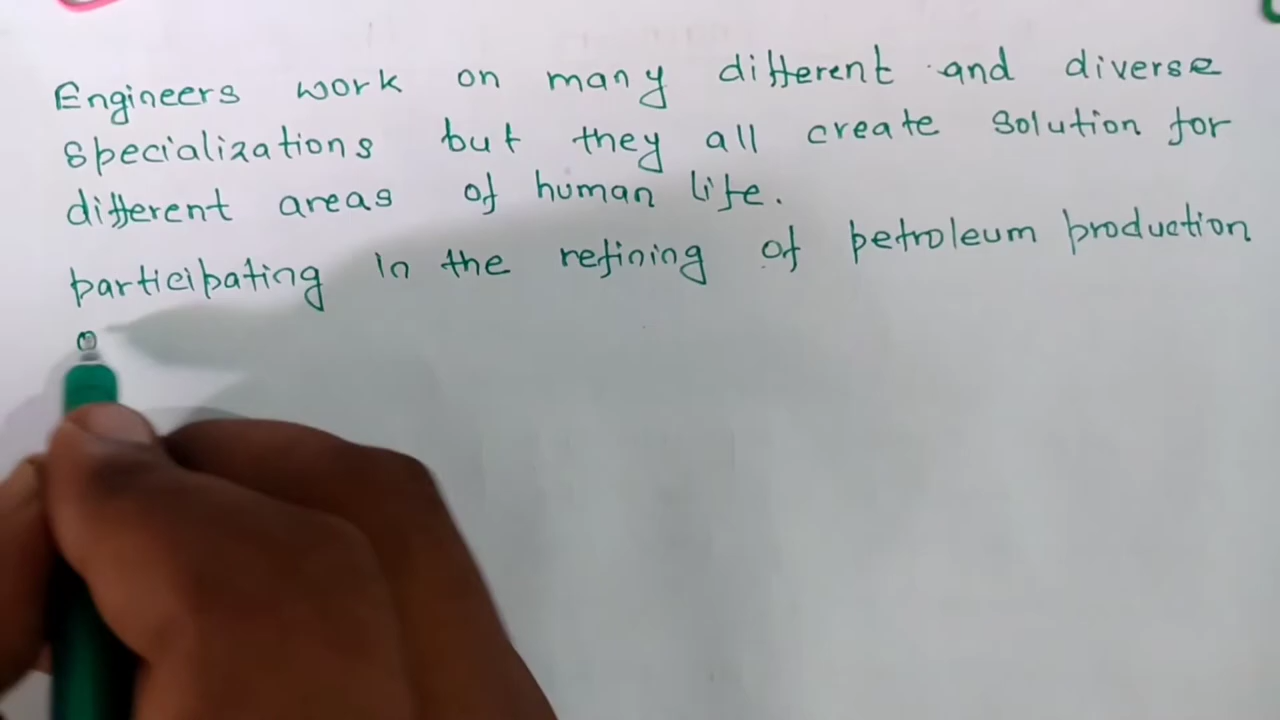 Engineers work on many different and diverse
specializations but they all create solution for
different areas of human life.
participating in the refining of petroleum production